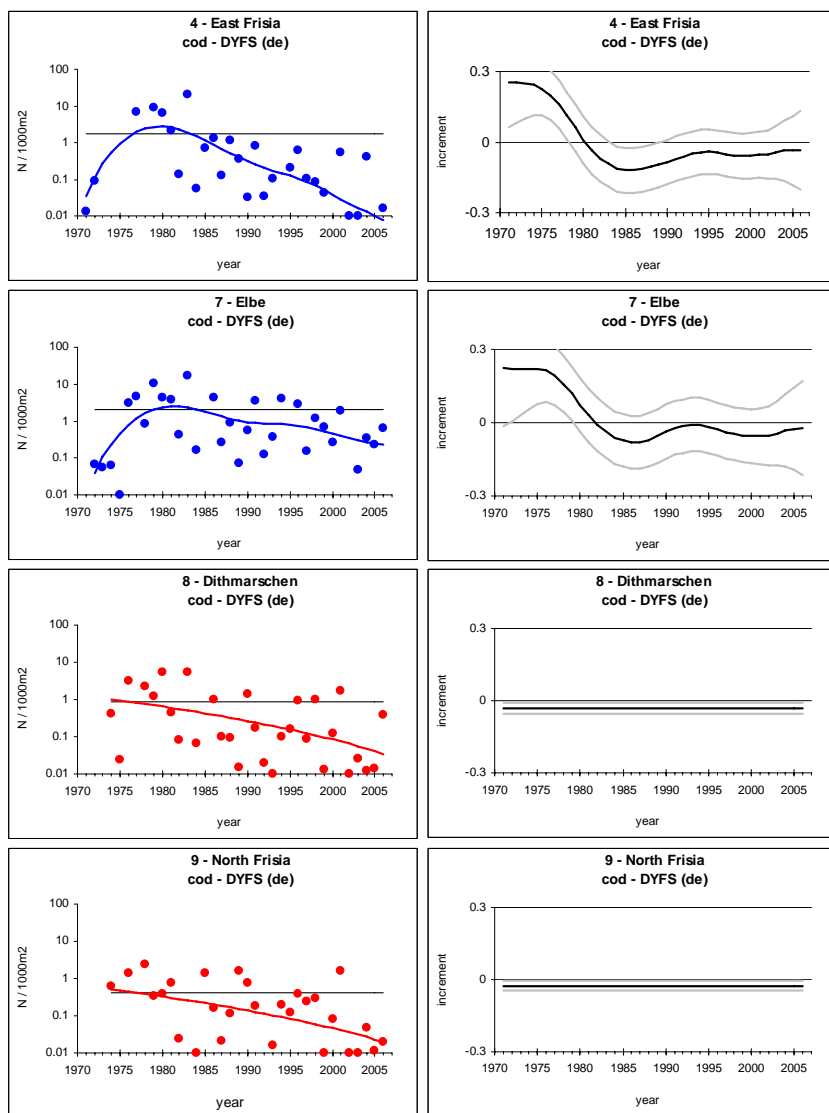 4 - East Frisia
cod - DYFS (de)
100
10
1
0.1
0.01
N / 1000m2
1970 1975 1980 1985 1990 1995 2000 2005
year
4 - East Frisia
cod - DYFS (de)
0.3
0
-0.3
increment
1970 1975 1980 1985 1990 1995 2000 2005
year
7 - Elbe
cod - DYFS (de)
100
10
1
0.1
0.01
N / 1000m2
1970 1975 1980 1985 1990 1995 2000 2005
year
7 - Elbe
cod - DYFS (de)
0.3
0
-0.3
increment
1970 1975 1980 1985 1990 1995 2000 2005
year
8 - Dithmarschen
cod - DYFS (de)
100
10
1
0.1
0.01
N / 1000m2
1970 1975 1980 1985 1990 1995 2000 2005
year
8 - Dithmarschen
cod - DYFS (de)
0.3
0
-0.3
increment
1970 1975 1980 1985 1990 1995 2000 2005
year
9 - North Frisia
cod - DYFS (de)
100
10
1
0.1
0.01
N / 1000m2
1970 1975 1980 1985 1990 1995 2000 2005
year
9 - North Frisia
cod - DYFS (de)
0.3
0
-0.3
increment
1970 1975 1980 1985 1990 1995 2000 2005
year